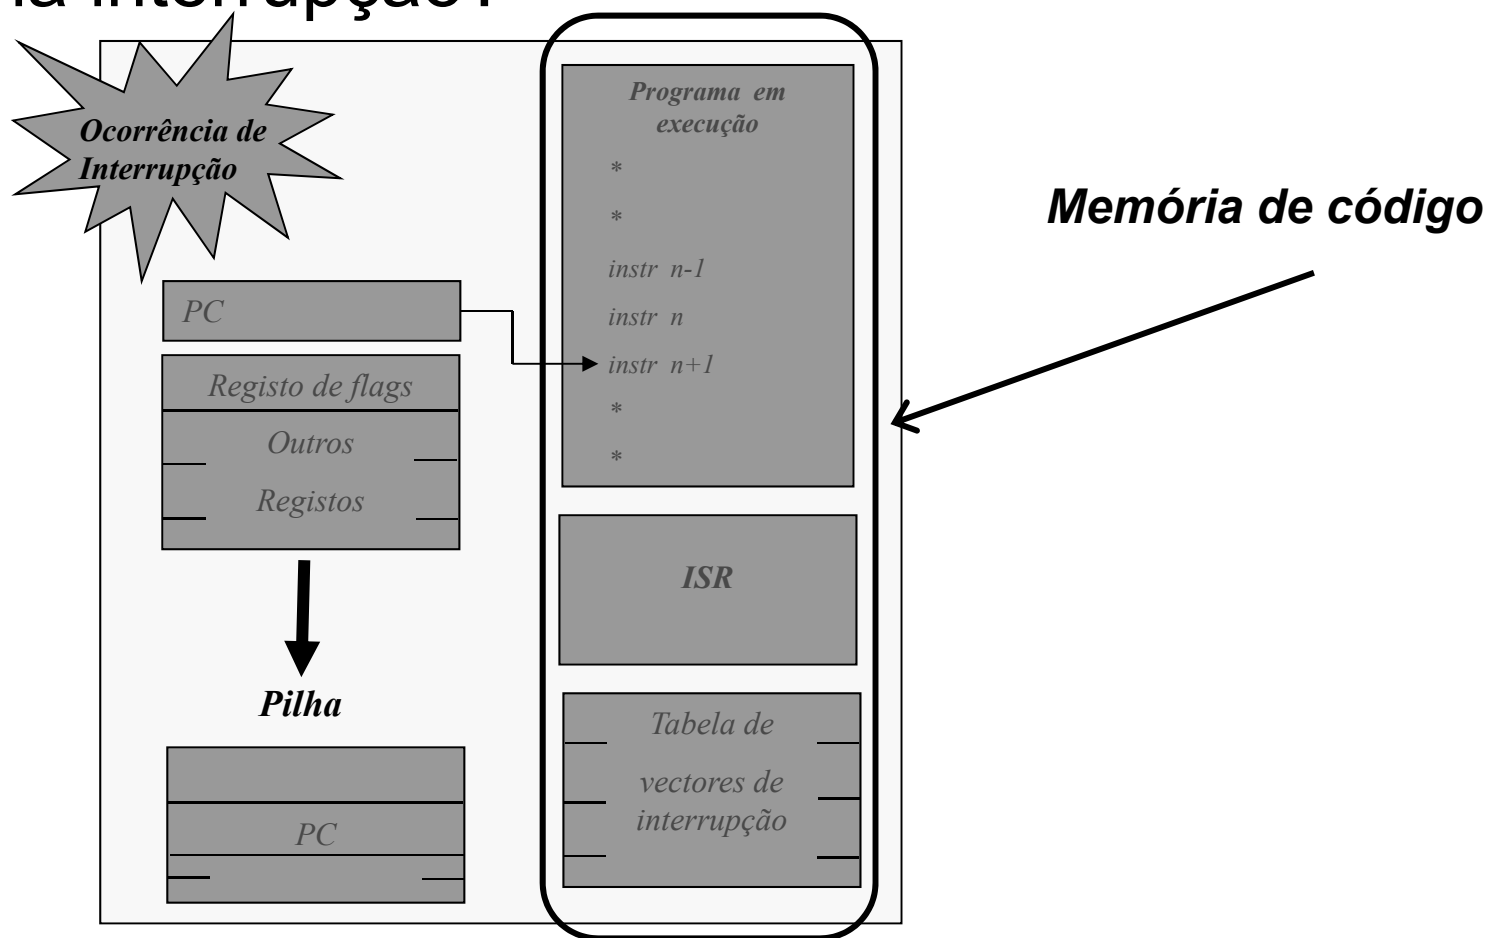 interrupção?
Ocorrência de
Interrupção
PC
Registo de flags
Outros
Registos
Pilha
PC
Programa em
execução
*
*
instr n-1
instr n
instr n+1
*
*
ISR
Tabela de
vectores de
interrupção
Memória de código